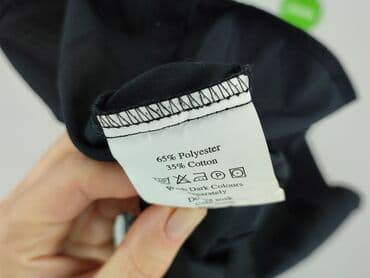 65% Polyester
35% Cotton
Dark Colours
Separately